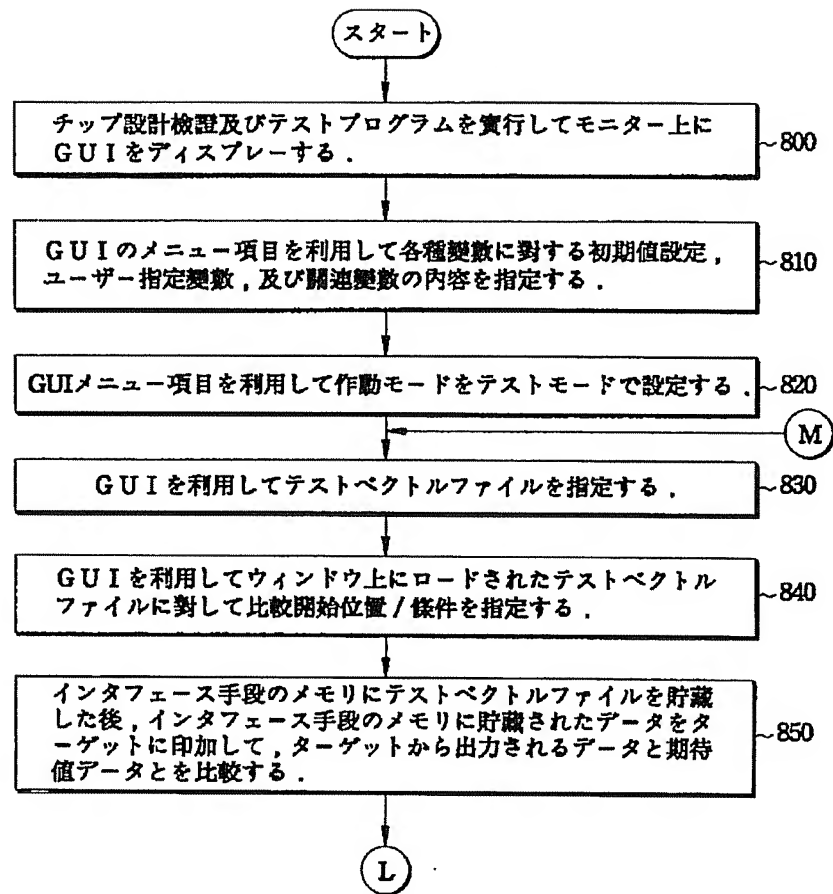 スタート
チップ設計檢證及びテストプログラムを實行してモニター上に
GUIをディスプレーする.
~800
GUIのメニュー項目を利用して各種變數に對する初期値設定,
ユーザー指定變數,及び關連變數の内容を指定する.
~810
GUIメニュー項目を利用して作動モードをテストモードで設定する.
~820
M
GUIを利用してテストベクトルファイルを指定する.
~830
GUIを利用してウィンドウ上にロードされたテストベクトル
ファイルに對して比較開始位置/條件を指定する.
~840
インタフェース手段のメモリにテストベクトルファイルを貯藏
した後,インタフェース手段のメモリに貯藏されたデータをタ
ーゲットに印加して,ターゲットから出力されるデータと期待
値データとを比較する.
~850
L